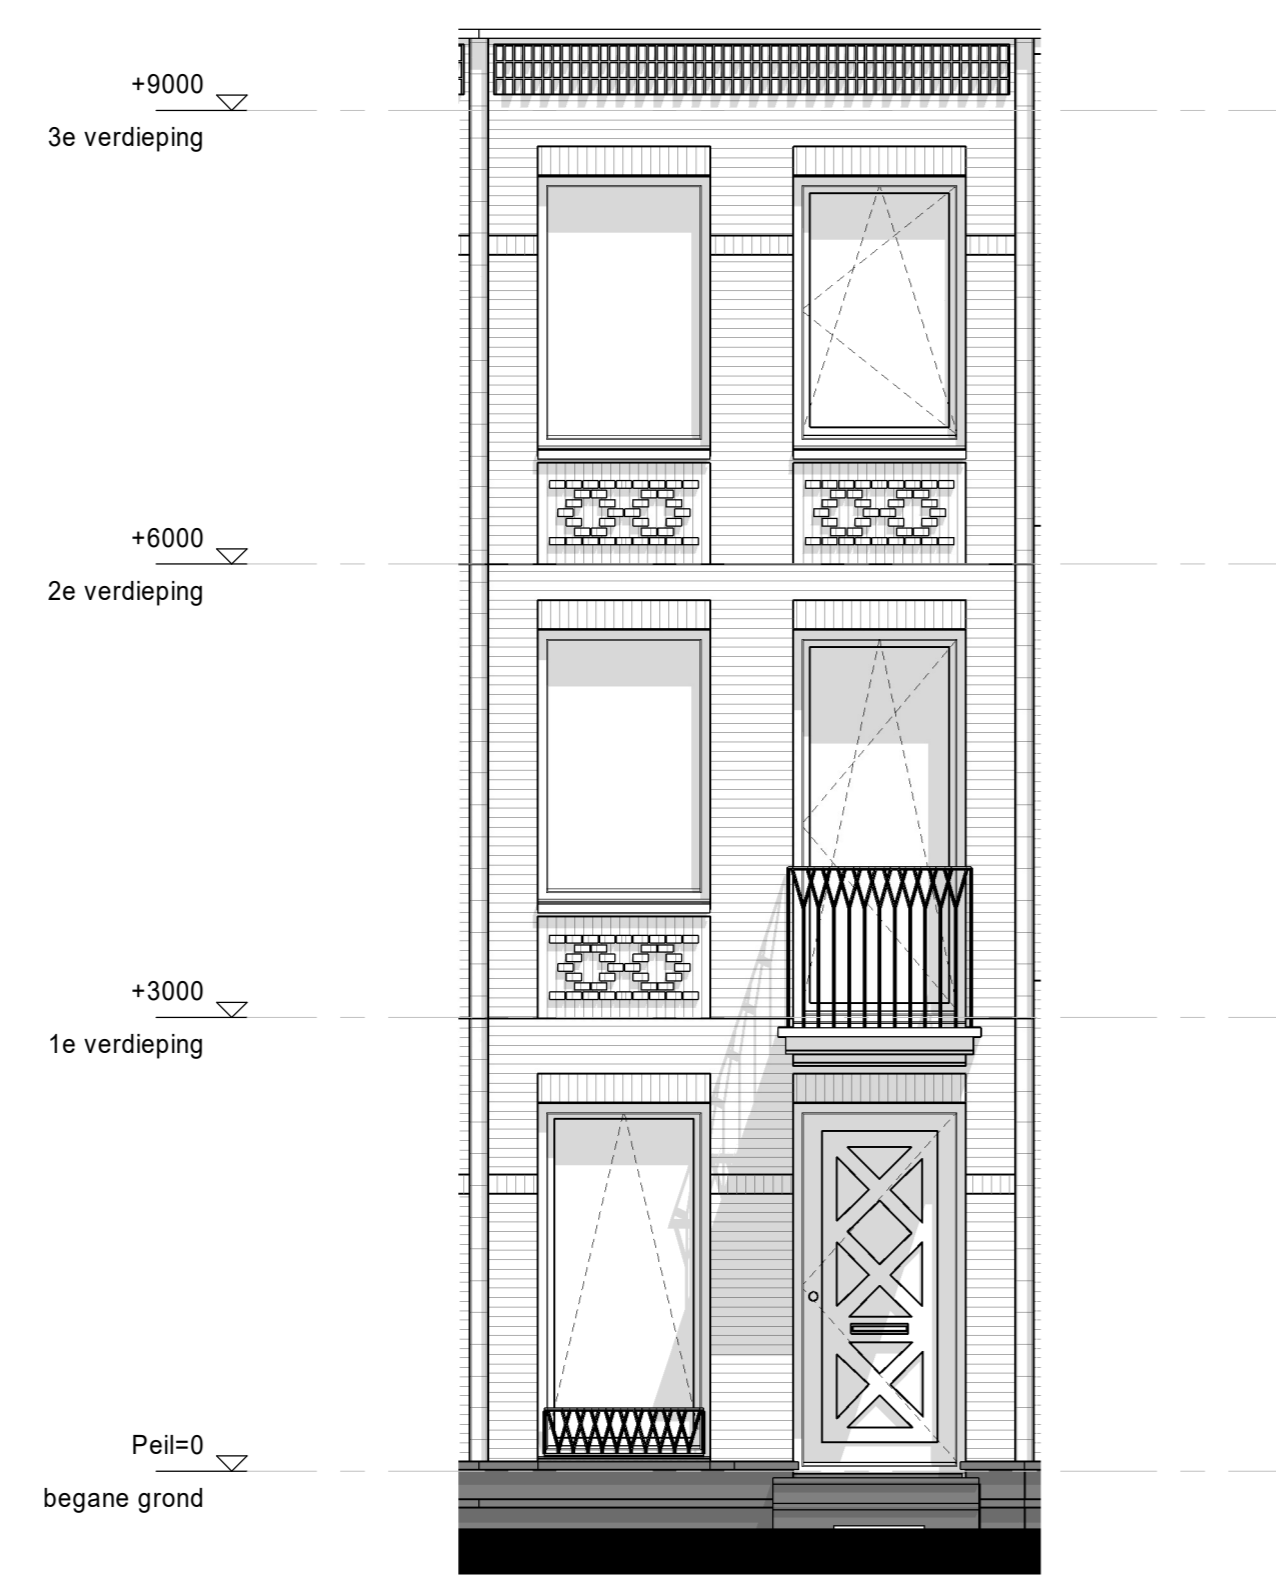 +9000
3e verdieping
+6000
2e verdieping
+3000
1e verdieping
Peil=0
begane grond